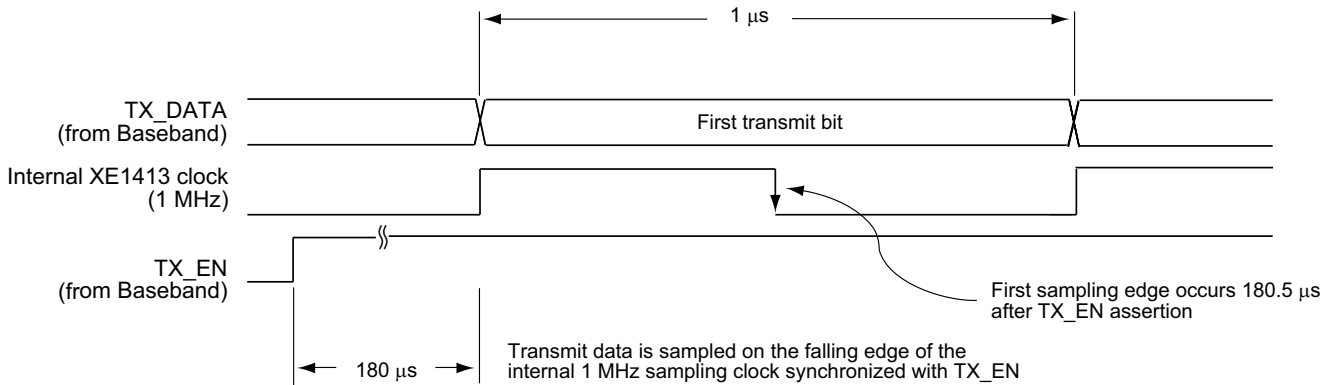 1 μs
TX_DATA
(from Baseband)
First transmit bit
Internal XE1413 clock
(1 MHz)
TX_EN
(from Baseband)
First sampling edge occurs 180.5 μs
after TX_EN assertion
180 μs
Transmit data is sampled on the falling edge of the
internal 1 MHz sampling clock synchronized with TX_EN